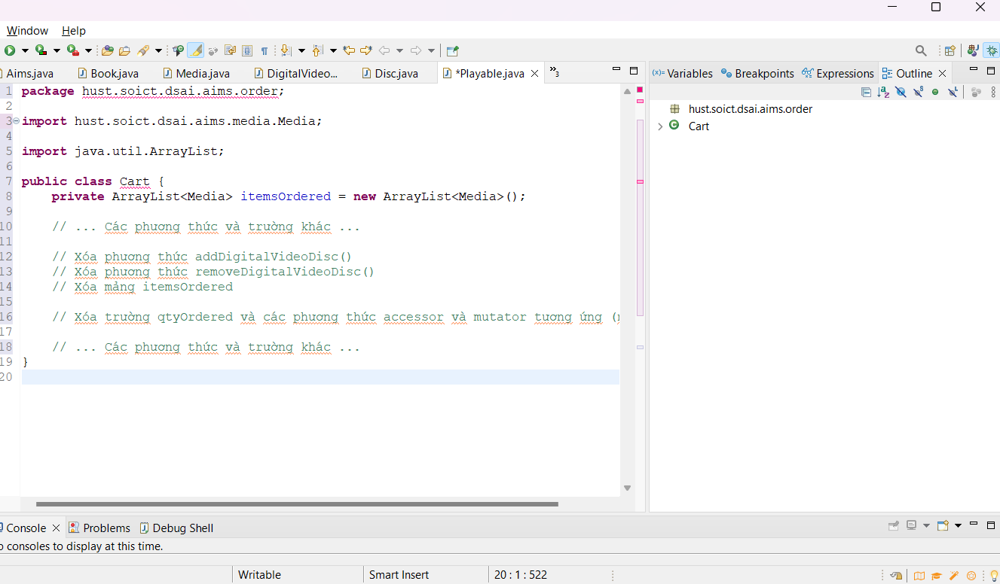 Window Help
Aims.java Book.java Media.java DigitalVideo... Disc.java *Playable.java »3 (x)= Variables Breakpoints Expressions Outline
1 package hust.soict.dsai.aims.order;
2
3 import hust.soict.dsai.aims.media.Media;
4
5 import java.util.ArrayList;
6
7 public class Cart {
8 private ArrayList<Media> itemsOrdered = new ArrayList<Media>();
9
10 // ... Các phương thức và trường khác ...
11
12 // Xóa phương thức addDigitalVideoDisc()
13 // Xóa phương thức removeDigitalVideoDisc()
14 // Xóa mảng itemsOrdered
15
16 // Xóa trường qtyOrdered và các phương thức accessor và mutator tương ứng (
17
18 // ... Các phương thức và trường khác ...
19 }
20
hust.soict.dsai.aims.order
Cart
Console Problems Debug Shell
consoles to display at this time.
Writable Smart Insert 20 : 1 : 522